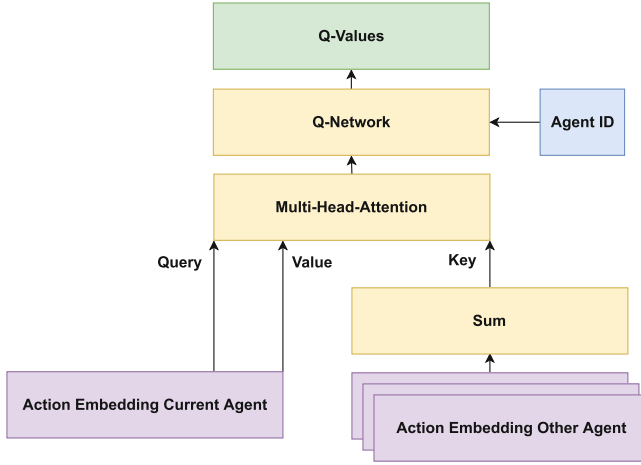 Q-Values
Q-Network
Agent ID
Multi-Head-Attention
Query
Value
Key
Sum
Action Embedding Current Agent
Action Embedding Other Agent